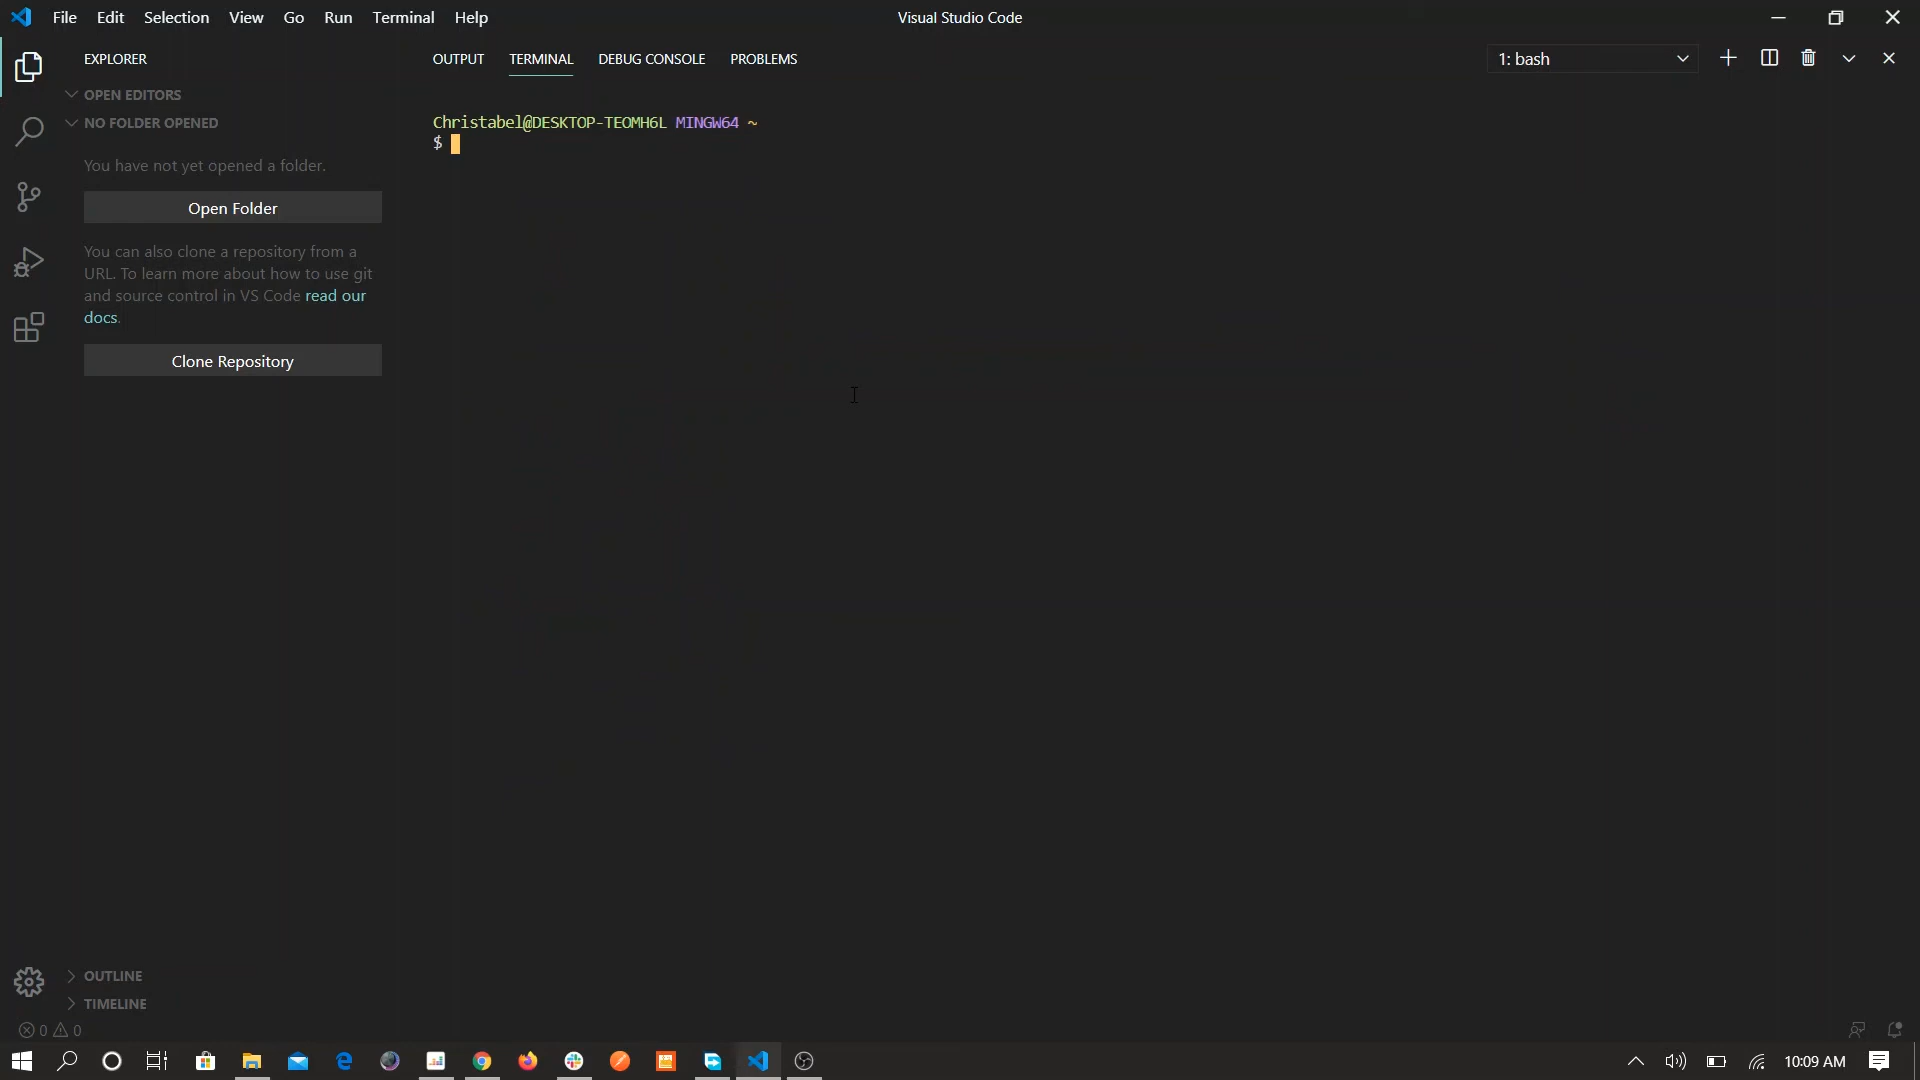 File Edit Selection View Go Run Terminal Help
Visual Studio Code
EXPLORER
OUTPUT TERMINAL DEBUG CONSOLE PROBLEMS
1: bash
OPEN EDITORS
NO FOLDER OPENED
Christabel@DESKTOP-TEOMH6L MINGW64 ~
$
You have not yet opened a folder.
Open Folder
You can also clone a repository from a
URL. To learn more about how to use git
and source control in VS Code read our
docs.
Clone Repository
OUTLINE
TIMELINE
0 0
10:09 AM